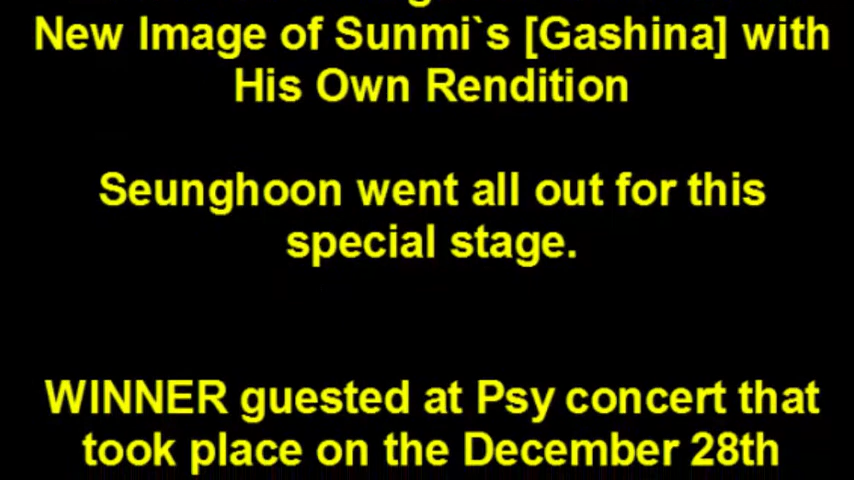 New Image of Sunmi`s [Gashina] with
His Own Rendition
Seunghoon went all out for this
special stage.
WINNER guested at Psy concert that
took place on the December 28th